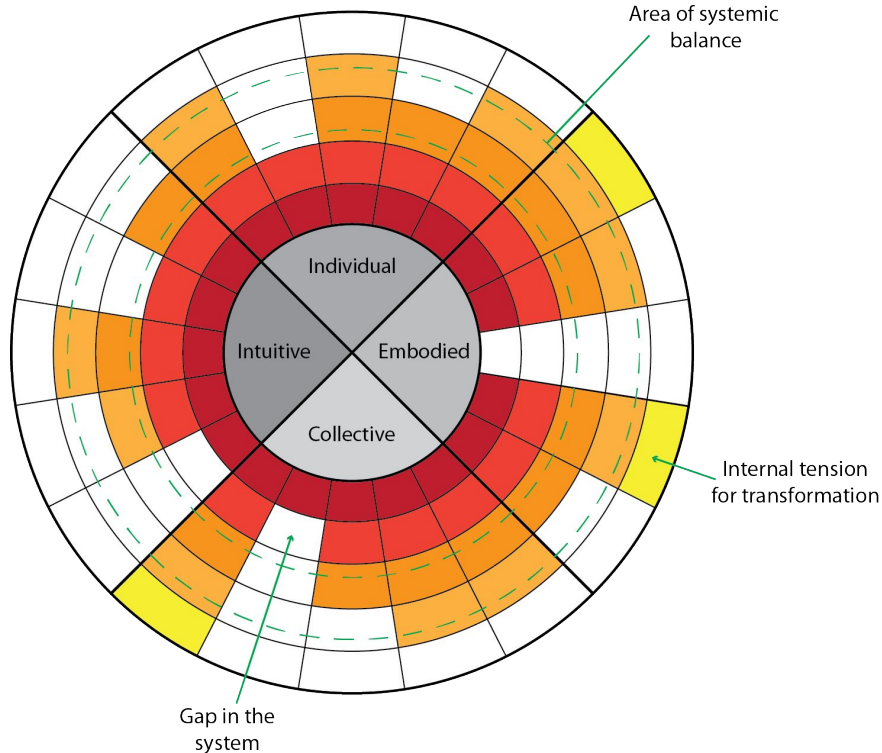 Area of systemic
balance
Individual
Intuitive
Embodied
Collective
Internal tension
for transformation
Gap in the
system